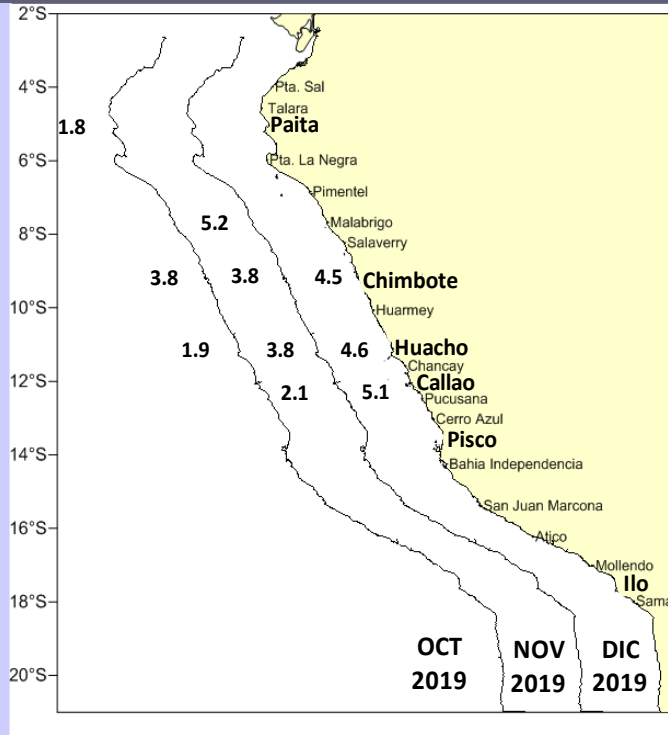 2°S
4°S
Pta. Sal
Talara
1.8
Paita
6°S
Pta. La Negra
Pimentel
5.2
Malabrigo
8°S
Salaverry
3.8
3.8
4.5
Chimbote
10°S
Huarmey
1.9
3.8
4.6
Huacho
Chancay
12°S
2.1
5.1
Callao
Pucusana
Cerro Azul
Pisco
14°S
Bahia Independencia
San Juan Marcona
16°S
Atico
Mollendo
Ilo
18°S
Sama
OCT
2019
NOV
2019
DIC
2019
20°S